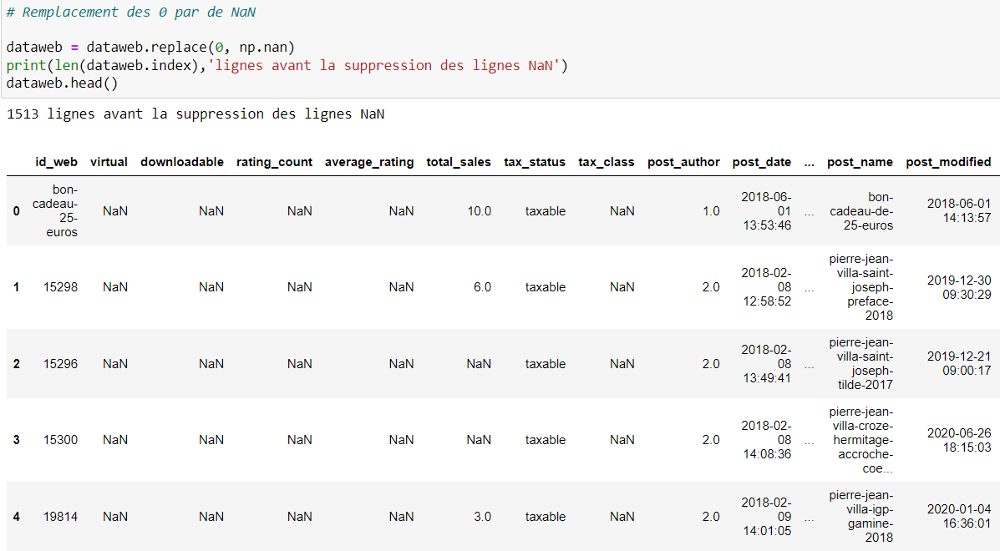 # Remplacement des 0 par de NaN
dataweb = dataweb.replace(0, np.nan)
print(len(dataweb.index),'lignes avant la suppression des lignes NaN')
dataweb.head()
1513 lignes avant la suppression des lignes NaN
id_web virtual downloadable rating_count average_rating total_sales tax_status tax_class post_author post_date ... post_name post_modified
0 bon-cadeau-25-euros NaN NaN NaN NaN 10.0 taxable NaN 1.0 2018-06-01 13:53:46 ... bon-cadeau-de-25-euros 2018-06-01 14:13:57
1 15298 NaN NaN NaN NaN 6.0 taxable NaN 2.0 2018-02-08 12:58:52 ... pierre-jean-villa-saint-joseph-preface-2018 2019-12-30 09:30:29
2 15296 NaN NaN NaN NaN NaN taxable NaN 2.0 2018-02-08 13:49:41 ... pierre-jean-villa-saint-joseph-tilde-2017 2019-12-21 09:00:17
3 15300 NaN NaN NaN NaN NaN taxable NaN 2.0 2018-02-08 14:08:36 ... pierre-jean-villa-croze-hermitage-accroche-coe... 2020-06-26 18:15:03
4 19814 NaN NaN NaN NaN 3.0 taxable NaN 2.0 2018-02-09 14:01:05 ... pierre-jean-villa-igp-gamine-2018 2020-01-04 16:36:01